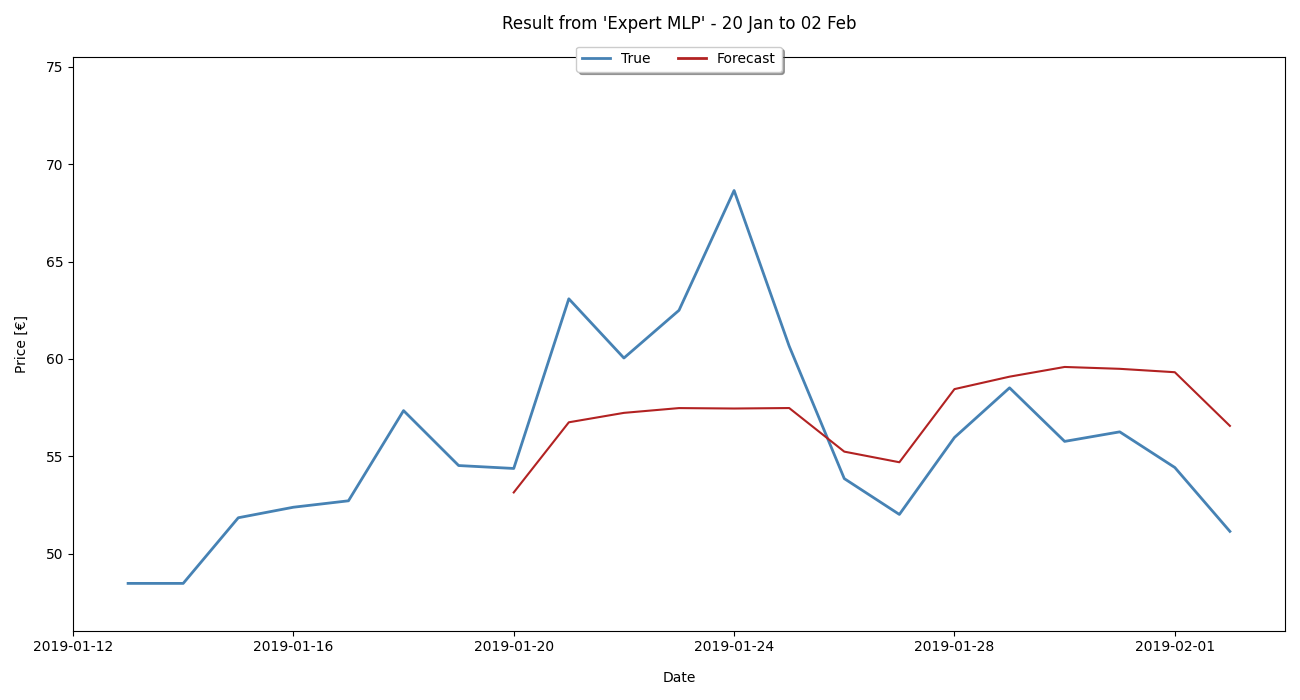 Result from 'Expert MLP' - 20 Jan to 02 Feb
True
Forecast
75
70
65
60
55
50
Price [€]
2019-01-12
2019-01-16
2019-01-20
2019-01-24
2019-01-28
2019-02-01
Date